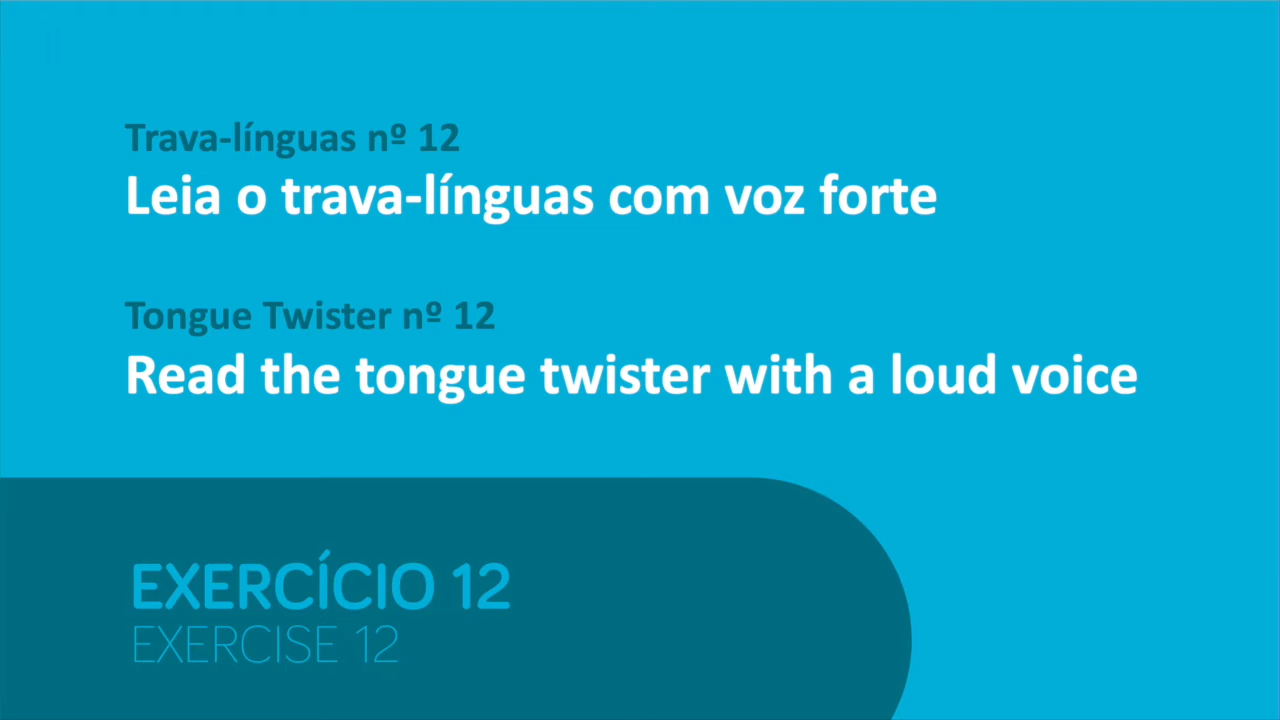 Trava-línguas nº 12
Leia o trava-línguas com voz forte
Tongue Twister nº 12
Read the tongue twister with a loud voice
EXERCÍCIO 12
EXERCISE 12